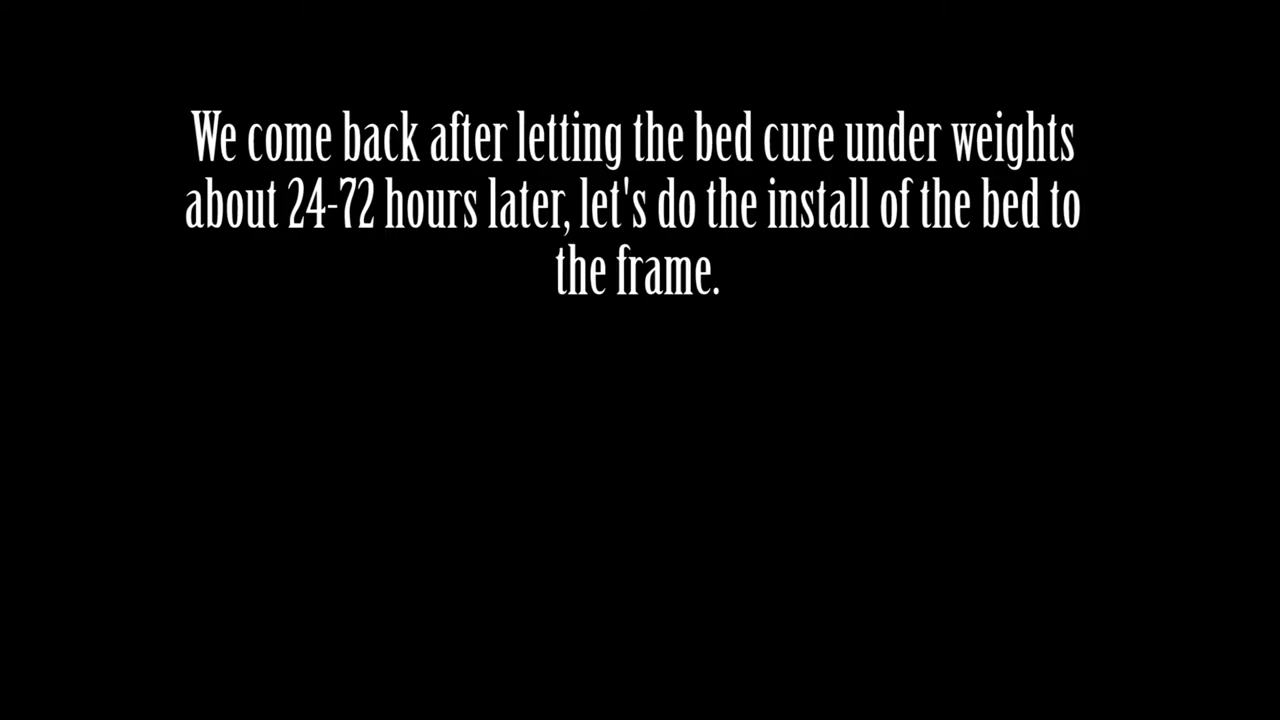 We come back after letting the bed cure under weights
about 24-72 hours later, let's do the install of the bed to
the frame.